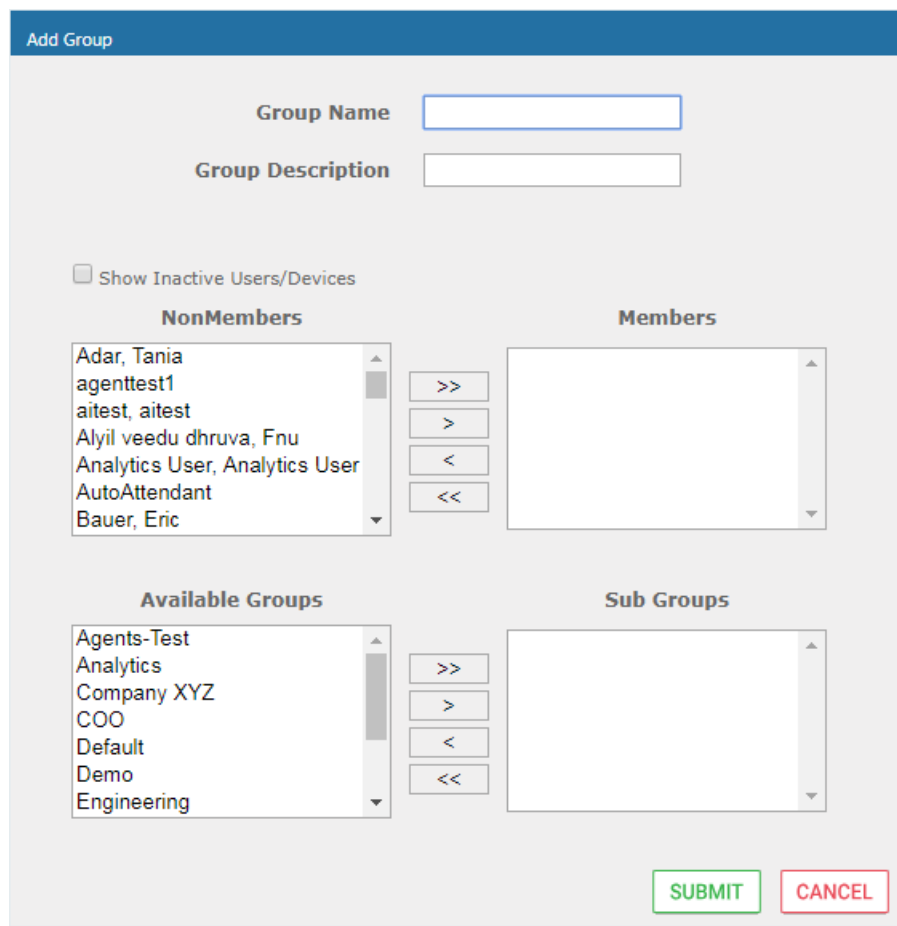 Add Group
Group Name
Group Description
Show Inactive Users/Devices
NonMembers
Members
Adar, Tania
agenttest1
aitest, aitest
Alyil veedu dhruva, Fnu
Analytics User, Analytics User
AutoAttendant
Bauer, Eric
>>
>
<
<<
Available Groups
Sub Groups
Agents-Test
Analytics
Company XYZ
COO
Default
Demo
Engineering
>>
>
<
<<
SUBMIT
CANCEL